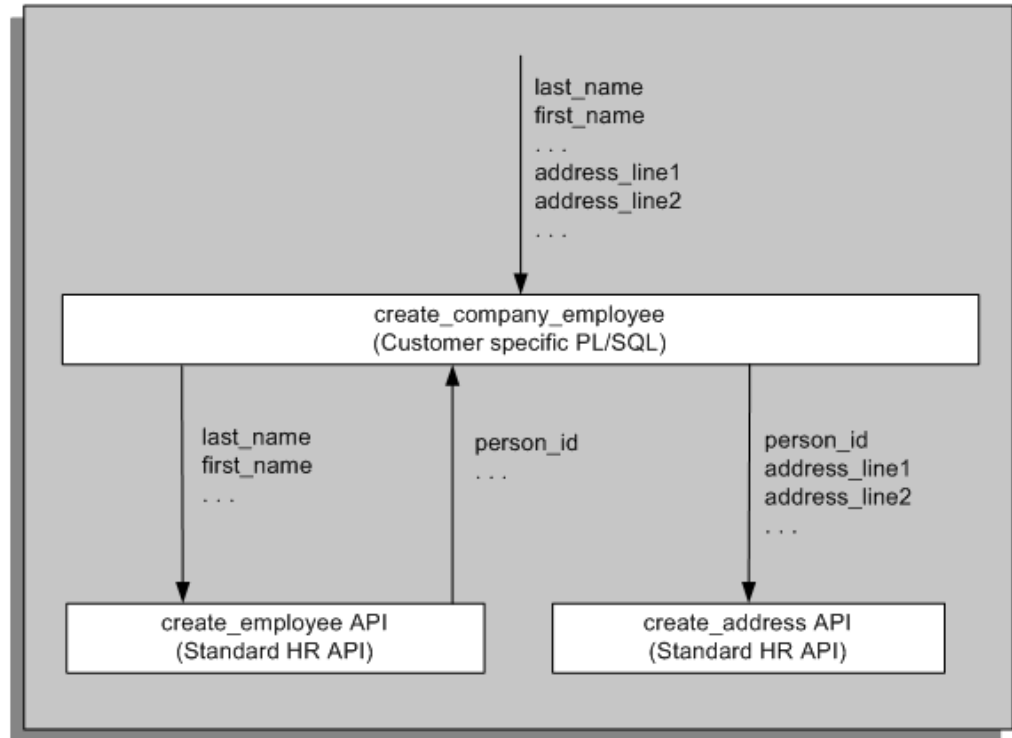 last_name
first_name
. . .
address_line1
address_line2
. . .
create_company_employee
(Customer specific PL/SQL)
last_name
first_name
. . .
person_id
. . .
person_id
address_line1
address_line2
. . .
create_employee API
(Standard HR API)
create_address API
(Standard HR API)